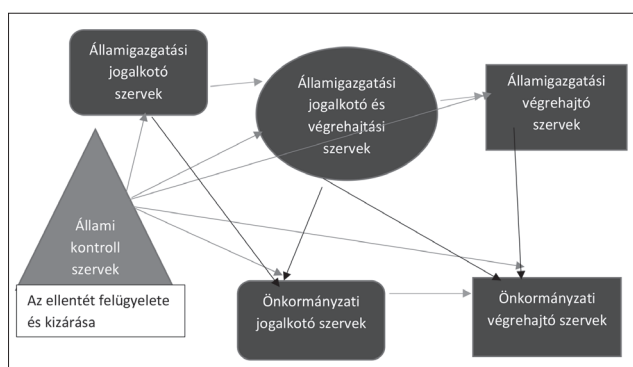 Államigazgatási
jogalkotó
szervek
Államigazgatási
jogalkotó és
végrehajtási
szervek
Államigazgatási
végrehajtó
szervek
Állami
kontroll
szervek
Az ellentét felügyelete
és kizárása
Önkormányzati
jogalkotó szervek
Önkormányzati
végrehajtó szervek